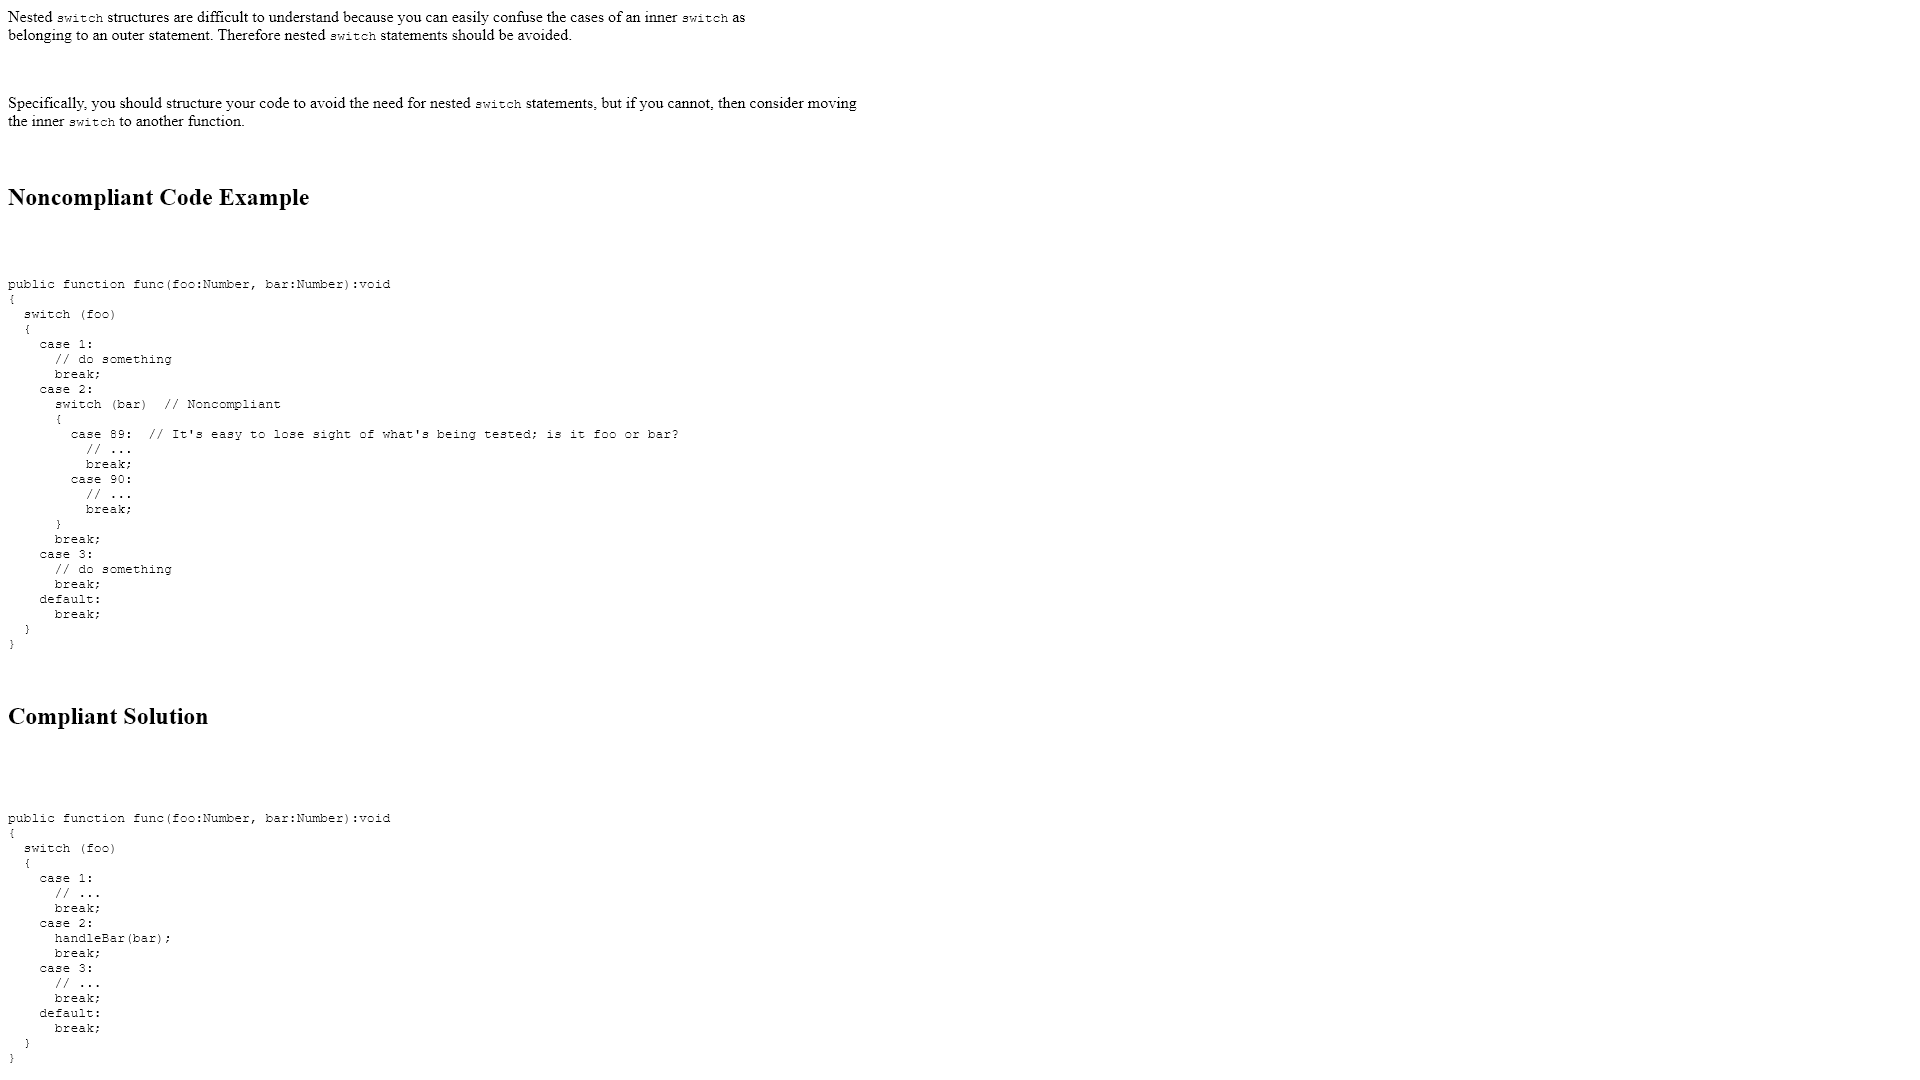 Nested switch structures are difficult to understand because you can easily confuse the cases of an inner switch as
belonging to an outer statement. Therefore nested switch statements should be avoided.
Specifically, you should structure your code to avoid the need for nested switch statements, but if you cannot, then consider moving
the inner switch to another function.
Noncompliant Code Example
public function func(foo:Number, bar:Number):void
{
  switch (foo)
  {
    case 1:
      // do something
      break;
    case 2:
      switch (bar)  // Noncompliant
      {
        case 89:  // It's easy to lose sight of what's being tested; is it foo or bar?
          // ...
          break;
        case 90:
          // ...
          break;
      }
      break;
    case 3:
      // do something
      break;
    default:
      break;
  }
}
Compliant Solution
public function func(foo:Number, bar:Number):void
{
  switch (foo)
  {
    case 1:
      // ...
      break;
    case 2:
      handleBar(bar);
      break;
    case 3:
      // ...
      break;
    default:
      break;
  }
}